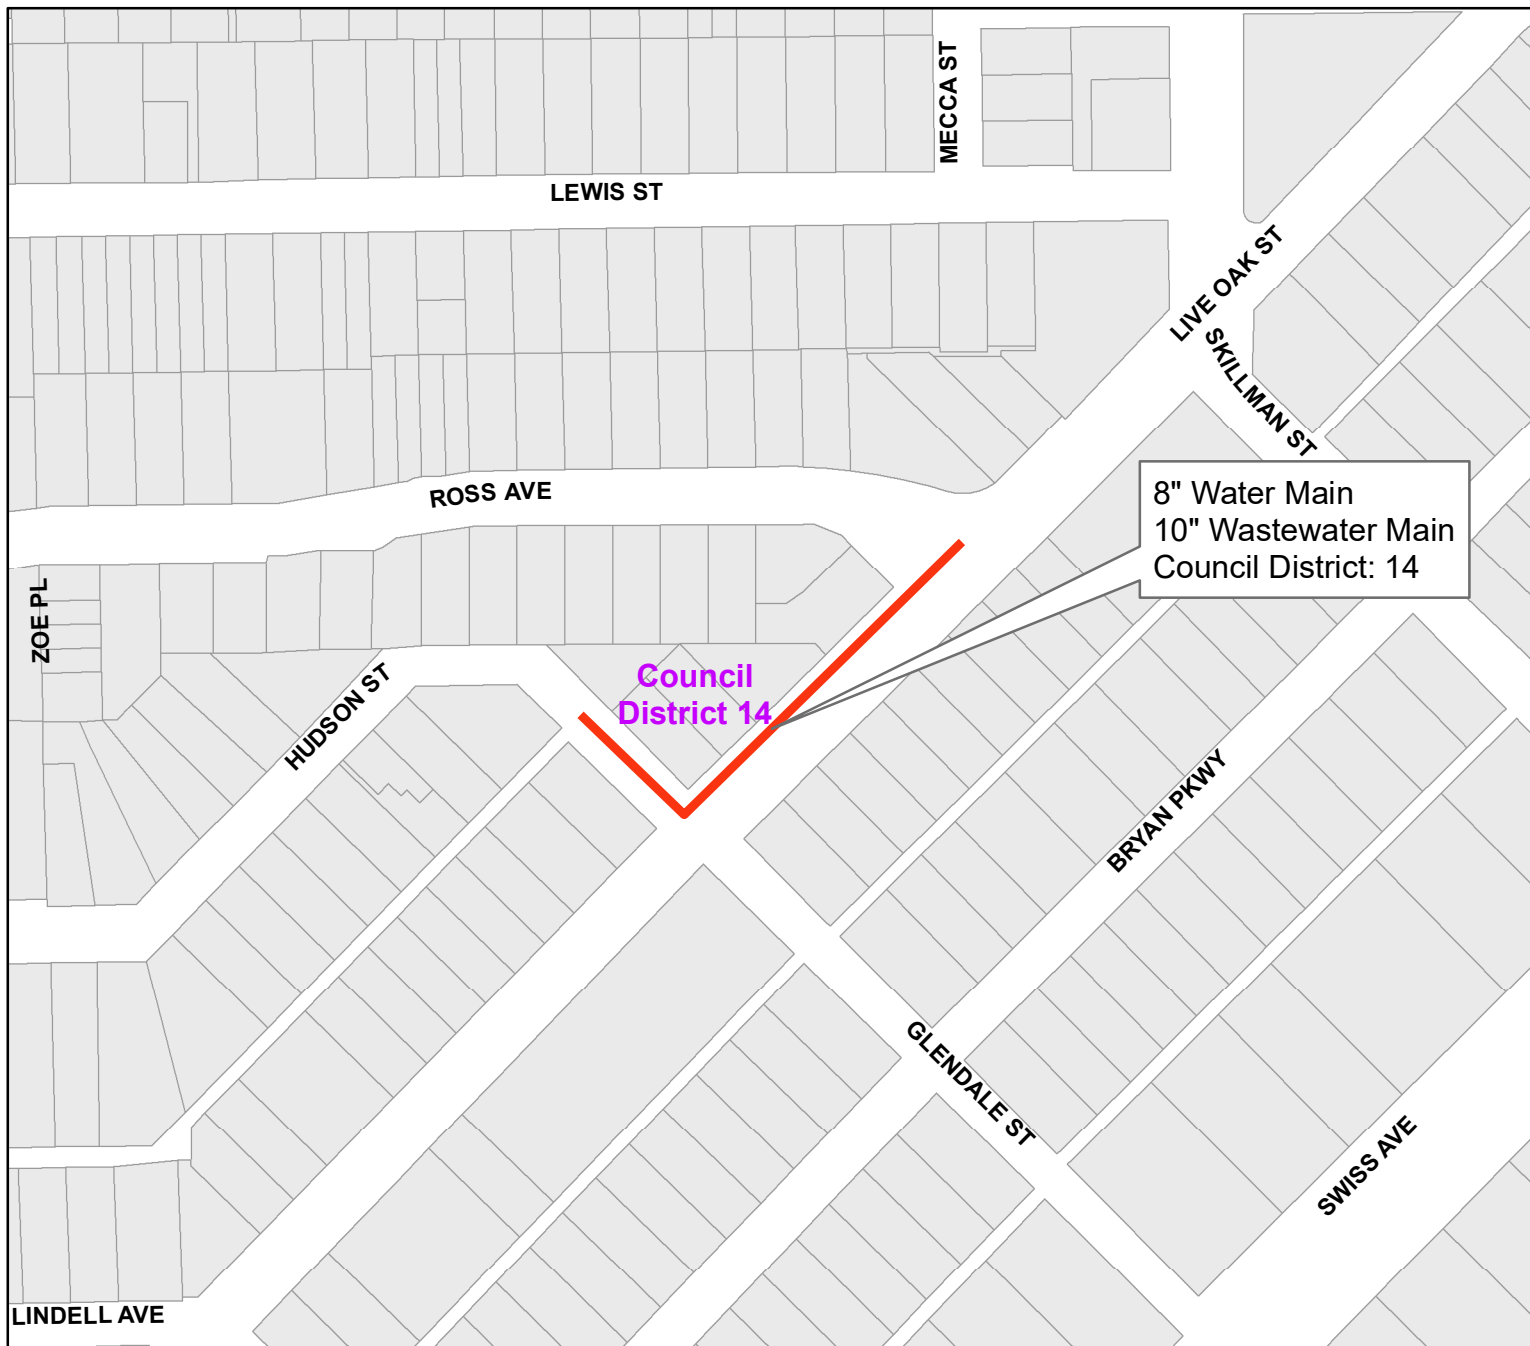 MECCA ST
LEWIS ST
LIVE OAK ST
SKILLMAN ST
ROSS AVE
8" Water Main
10" Wastewater Main
Council District: 14
ZOE PL
HUDSON ST
Council
District 14
BRYAN PKWY
GLENDALE ST
SWISS AVE
LINDELL AVE